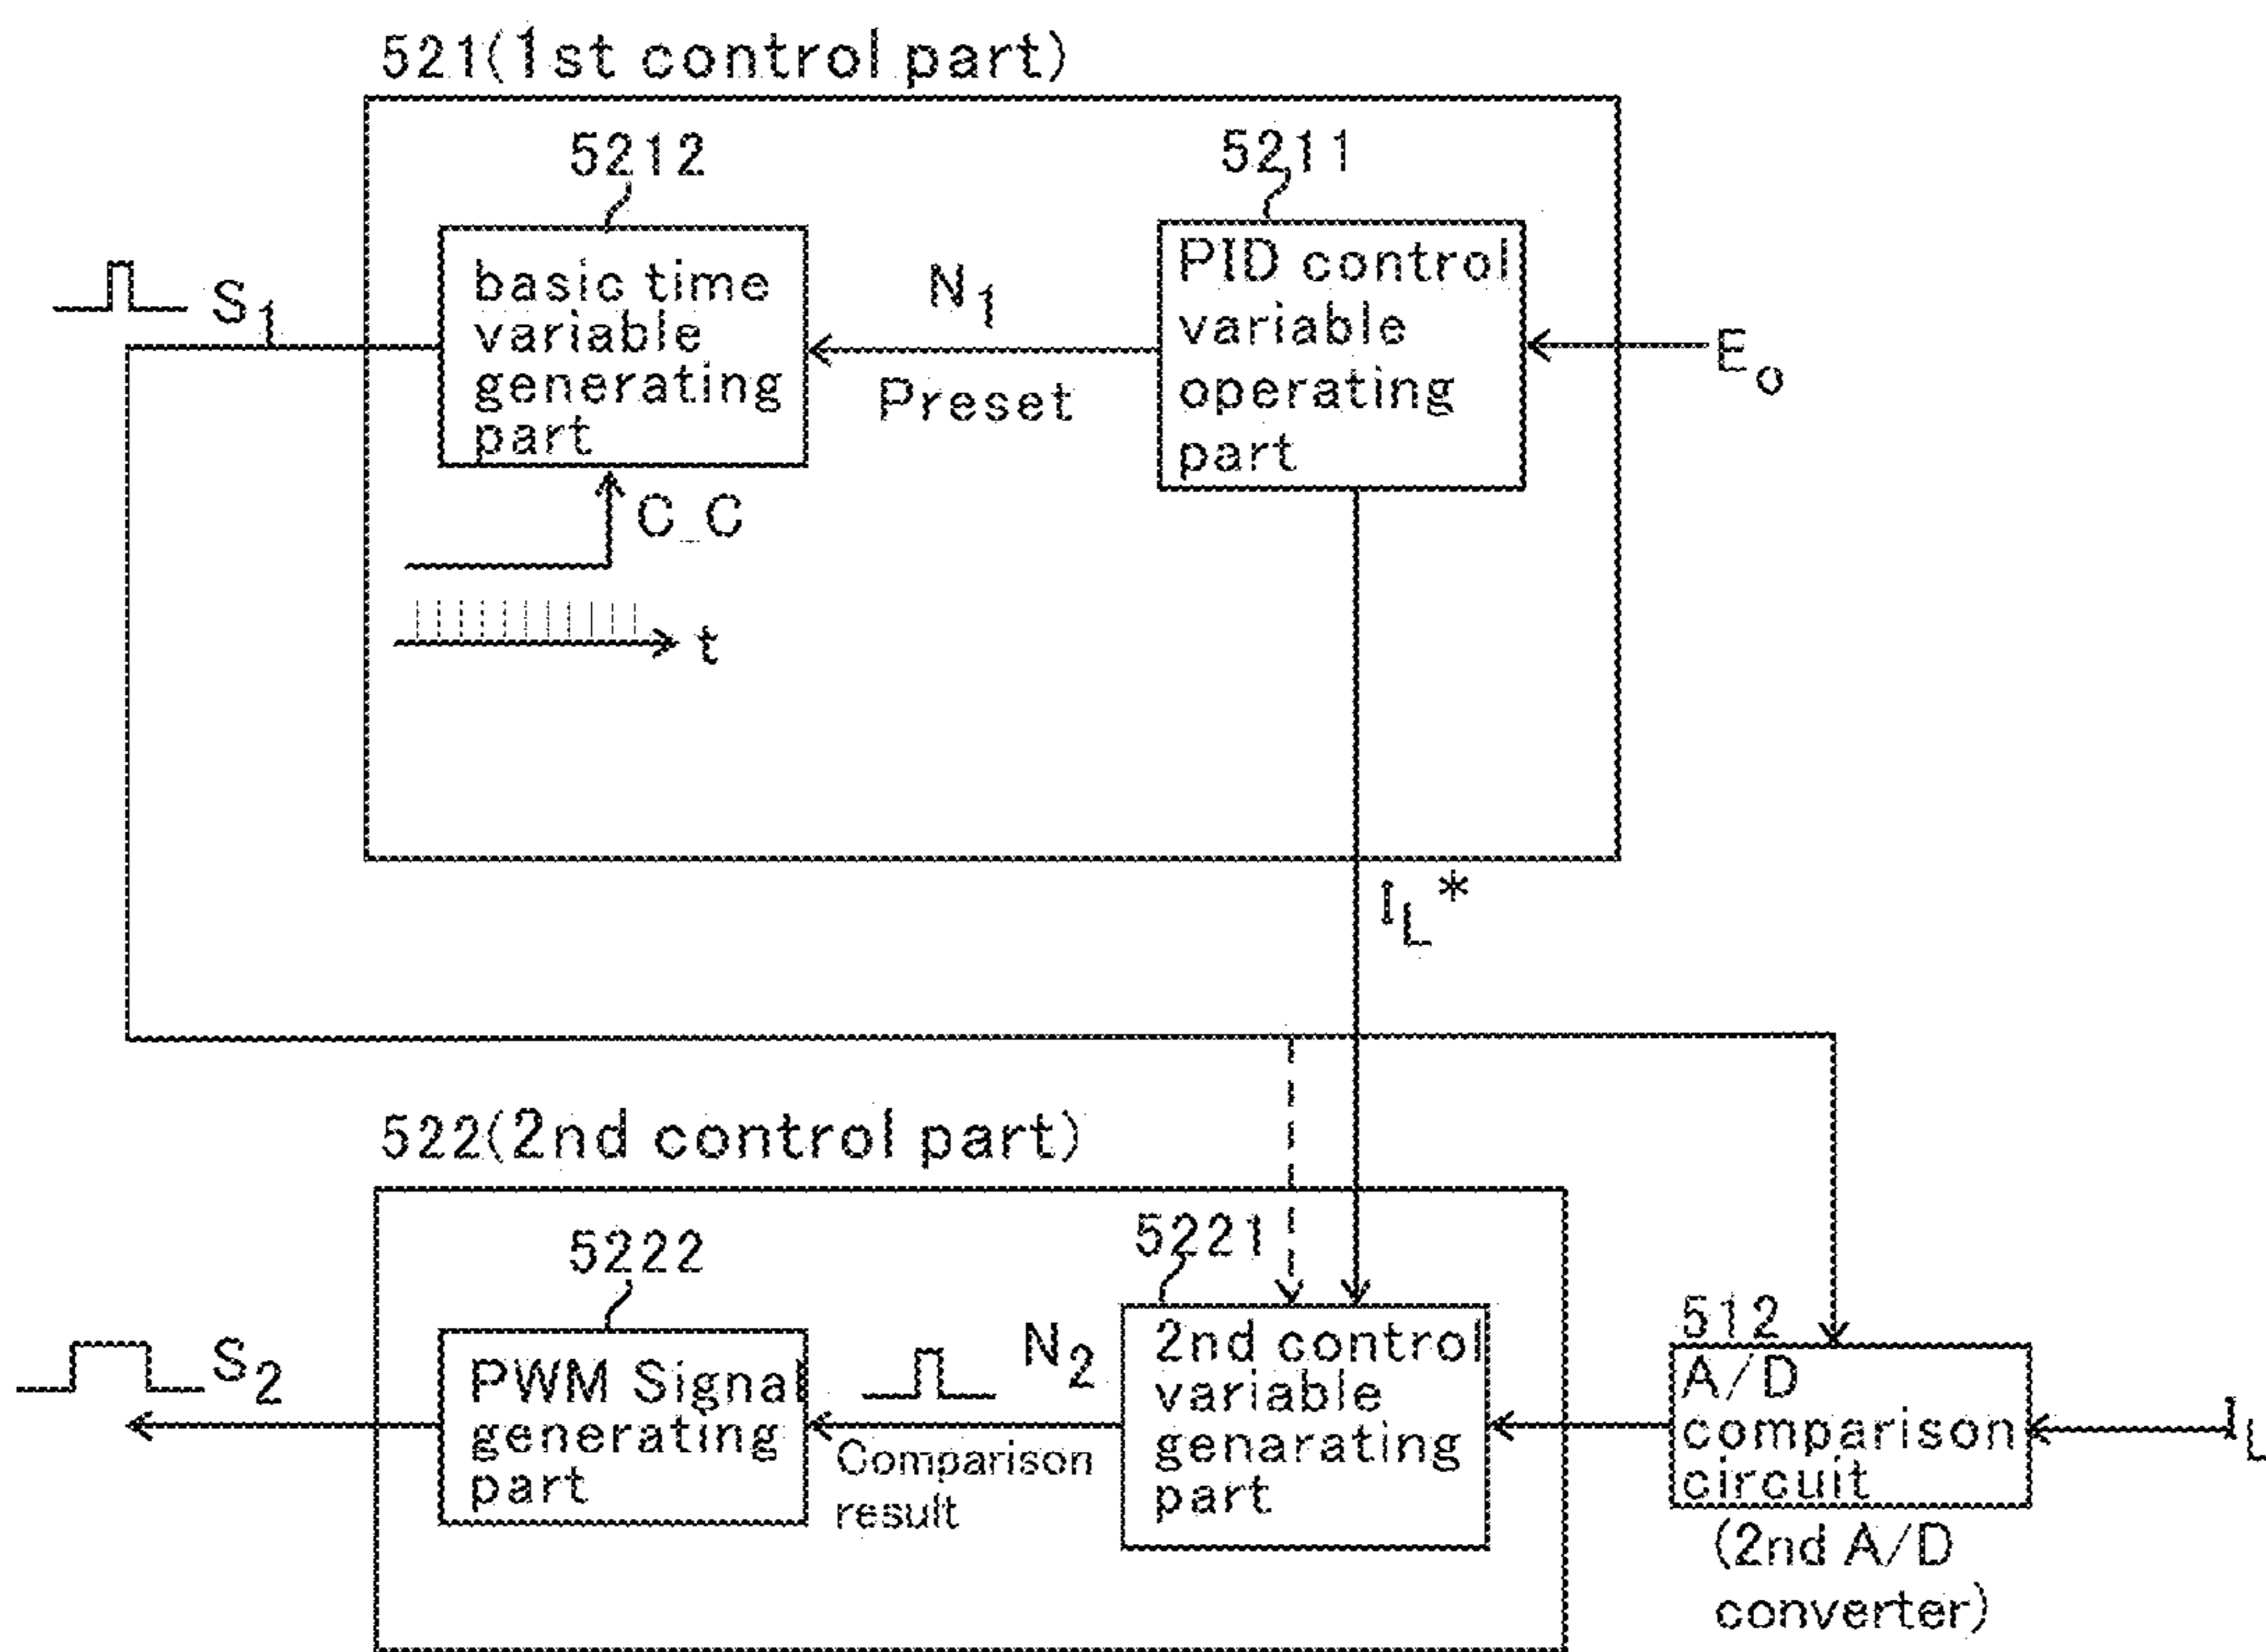 521(1st control part)
5212
5211
S1
basic time
variable
generating
part
N1
Preset
PID control
variable
operating
part
Eo
C_C
t
IL*
522(2nd control part)
5222
5221
512
S2
PWM Signal
generating
part
N2
Comparison
result
2nd control
variable
genarating
part
A/D
comparison
circuit
(2nd A/D
converter)
IL